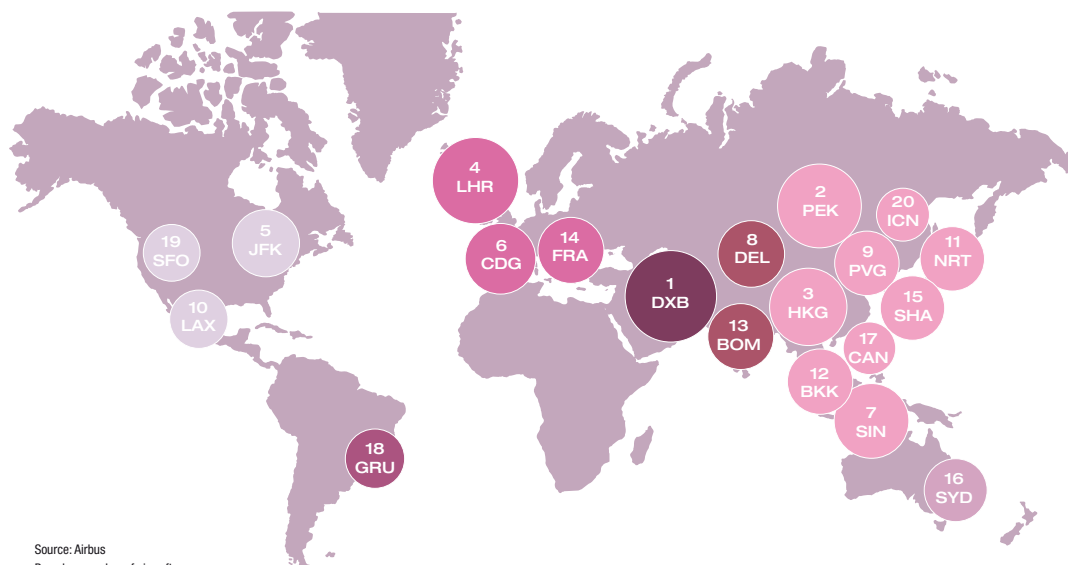 4
LHR
2
PEK
20
ICN
5
JFK
19
SFO
6
CDG
14
FRA
8
DEL
9
PVG
11
NRT
1
DXB
3
HKG
15
SHA
10
LAX
13
BOM
17
CAN
12
BKK
7
SIN
18
GRU
16
SYD
Source: Airbus